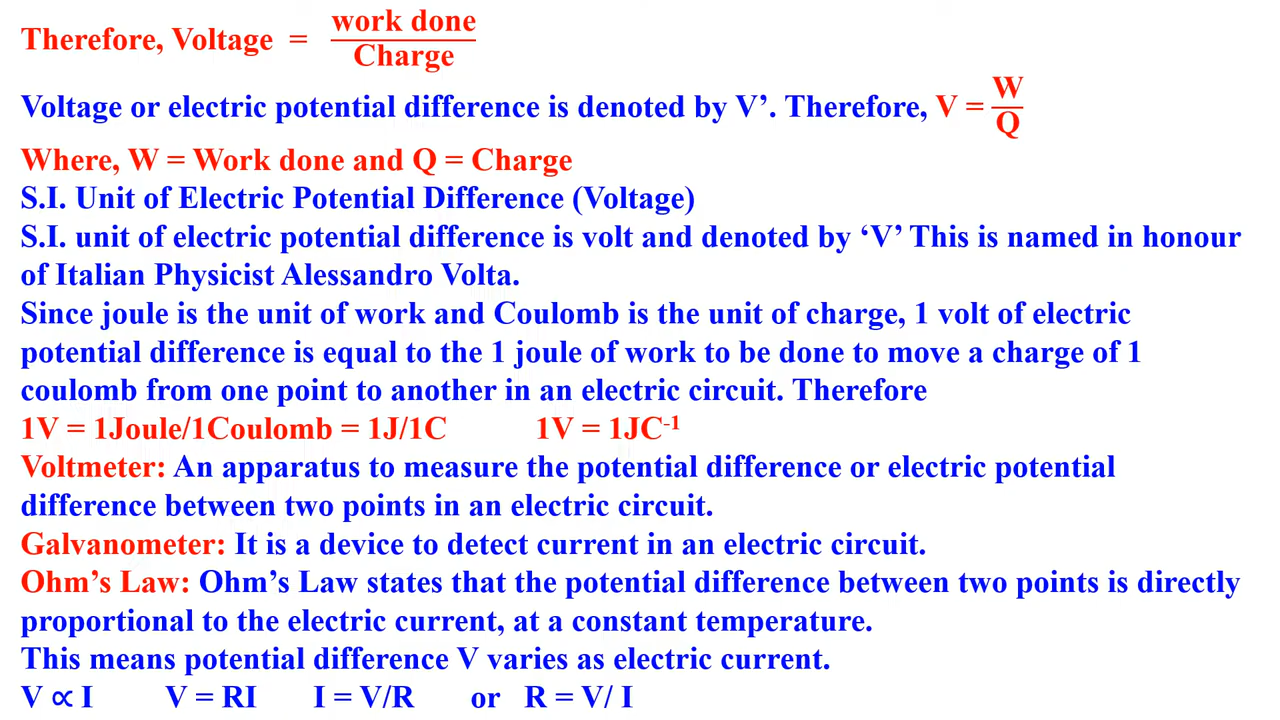 Therefore, Voltage = work done / Charge
Voltage or electric potential difference is denoted by V’. Therefore, V = W / Q
Where, W = Work done and Q = Charge
S.I. Unit of Electric Potential Difference (Voltage)
S.I. unit of electric potential difference is volt and denoted by ‘V’ This is named in honour
of Italian Physicist Alessandro Volta.
Since joule is the unit of work and Coulomb is the unit of charge, 1 volt of electric
potential difference is equal to the 1 joule of work to be done to move a charge of 1
coulomb from one point to another in an electric circuit. Therefore
1V = 1Joule/1Coulomb = 1J/1C 1V = 1JC⁻¹
Voltmeter: An apparatus to measure the potential difference or electric potential
difference between two points in an electric circuit.
Galvanometer: It is a device to detect current in an electric circuit.
Ohm’s Law: Ohm’s Law states that the potential difference between two points is directly
proportional to the electric current, at a constant temperature.
This means potential difference V varies as electric current.
V ∝ I V = RI I = V/R or R = V/ I